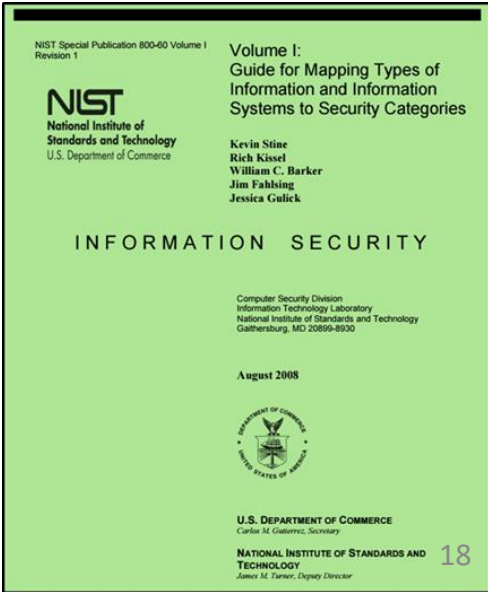 NIST Special Publication 800-60 Volume I
Revision 1
NIST
National Institute of
Standards and Technology
U.S. Department of Commerce
Volume I:
Guide for Mapping Types of
Information and Information
Systems to Security Categories
Kevin Stine
Rich Kissel
William C. Barker
Jim Fahlsing
Jessica Gulick
INFORMATION SECURITY
Computer Security Division
Information Technology Laboratory
National Institute of Standards and Technology
Gaithersburg, MD 20899-8930
August 2008
DEPARTMENT OF COMMERCE
UNITED STATES OF AMERICA
U.S. DEPARTMENT OF COMMERCE
Carlos M. Gutierrez, Secretary
NATIONAL INSTITUTE OF STANDARDS AND
TECHNOLOGY
James M. Turner, Deputy Director
18